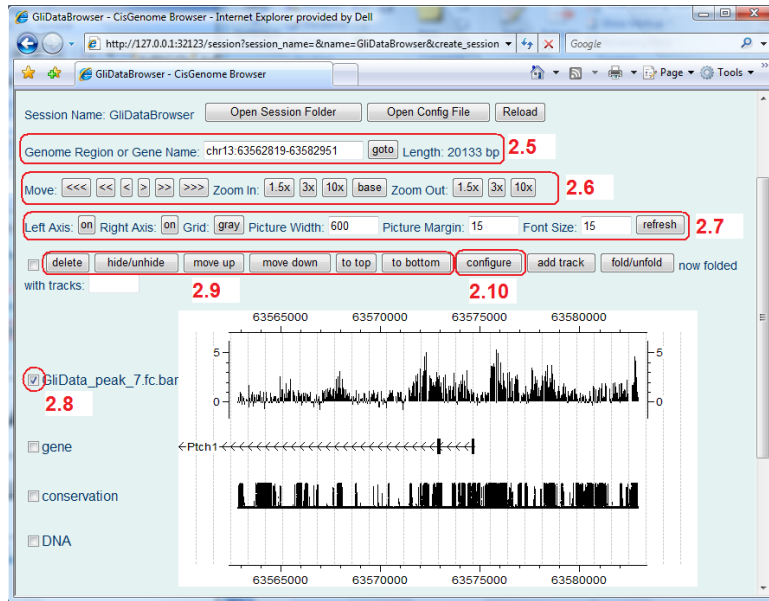 GliDataBrowser - CisGenome Browser - Internet Explorer provided by Dell
http://127.0.0.1:32123/session?session_name=&name=GliDataBrowser&create_session
Google
GliDataBrowser - CisGenome Browser
Page
Tools
Session Name: GliDataBrowser Open Session Folder Open Config File Reload
Genome Region or Gene Name: chr13:63562819-63582951 goto Length: 20133 bp 2.5
Move: <<< << < > >> >>> Zoom In: 1.5x 3x 10x base Zoom Out: 1.5x 3x 10x 2.6
Left Axis: on Right Axis: on Grid: gray Picture Width: 600 Picture Margin: 15 Font Size: 15 refresh 2.7
delete hide/unhide move up move down to top to bottom configure add track fold/unfold now folded
with tracks:
2.9 2.10
63565000 63570000 63575000 63580000
5 5
GliData_peak_7.fc.bar
0 0
2.8
gene
Ptch1
conservation
DNA
63565000 63570000 63575000 63580000